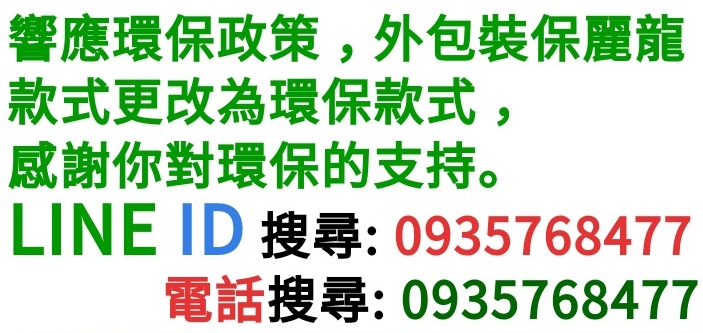 響應環保政策，外包裝保麗龍
款式更改為環保款式，
感謝你對環保的支持。
LINE ID 搜尋: 0935768477
電話搜尋: 0935768477